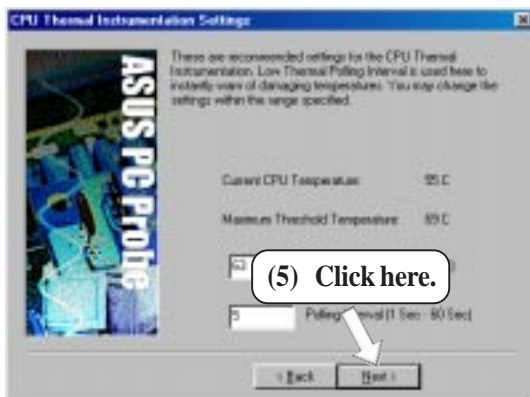 CPU Thermal Instrumentation Settings
ASUS PC Probe
These are recommended settings for the CPU Thermal
Instrumentation. Low Thermal Polling Interval is used here to
instantly warn of damaging temperatures. You may change the
settings within the range specified.
Current CPU Temperature:
Maximum Threshold Temperature: 69 C
(5) Click here.
5 Polling Interval (1 Sec - 60 Sec)
< Back Next >